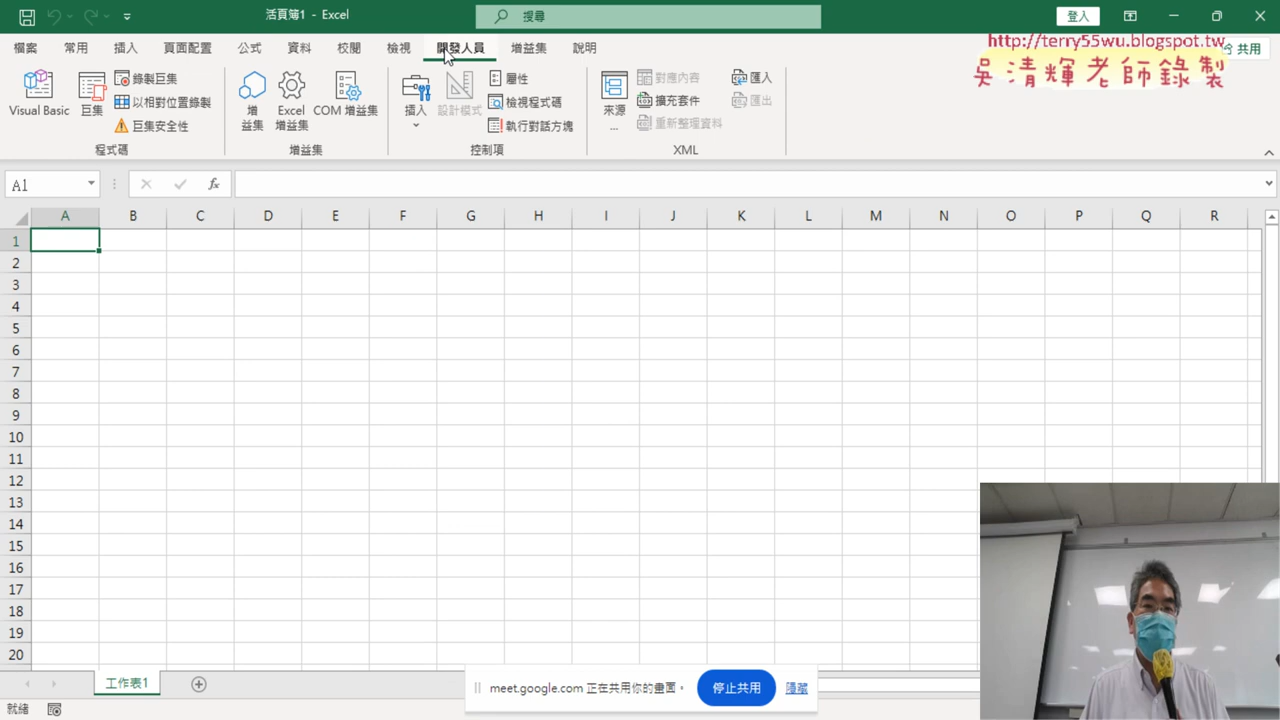 活頁簿1 - Excel
搜尋
登入
檔案 常用 插入 頁面配置 公式 資料 校閱 檢視 開發人員 增益集 說明
共用
http://terry55wu.blogspot.tw
吳清輝老師錄製
Visual Basic
巨集
錄製巨集
以相對位置錄製
巨集安全性
程式碼
增益集
Excel 增益集
COM 增益集
增益集
插入
設計模式
屬性
檢視程式碼
執行對話方塊
控制項
來源
...
對應內容
擴充套件
重新整理資料
匯入
匯出
XML
A1
fx
A B C D E F G H I J K L M N O P Q R
1
2
3
4
5
6
7
8
9
10
11
12
13
14
15
16
17
18
19
20
工作表1
meet.google.com 正在共用你的畫面。
停止共用
隱藏
就緒